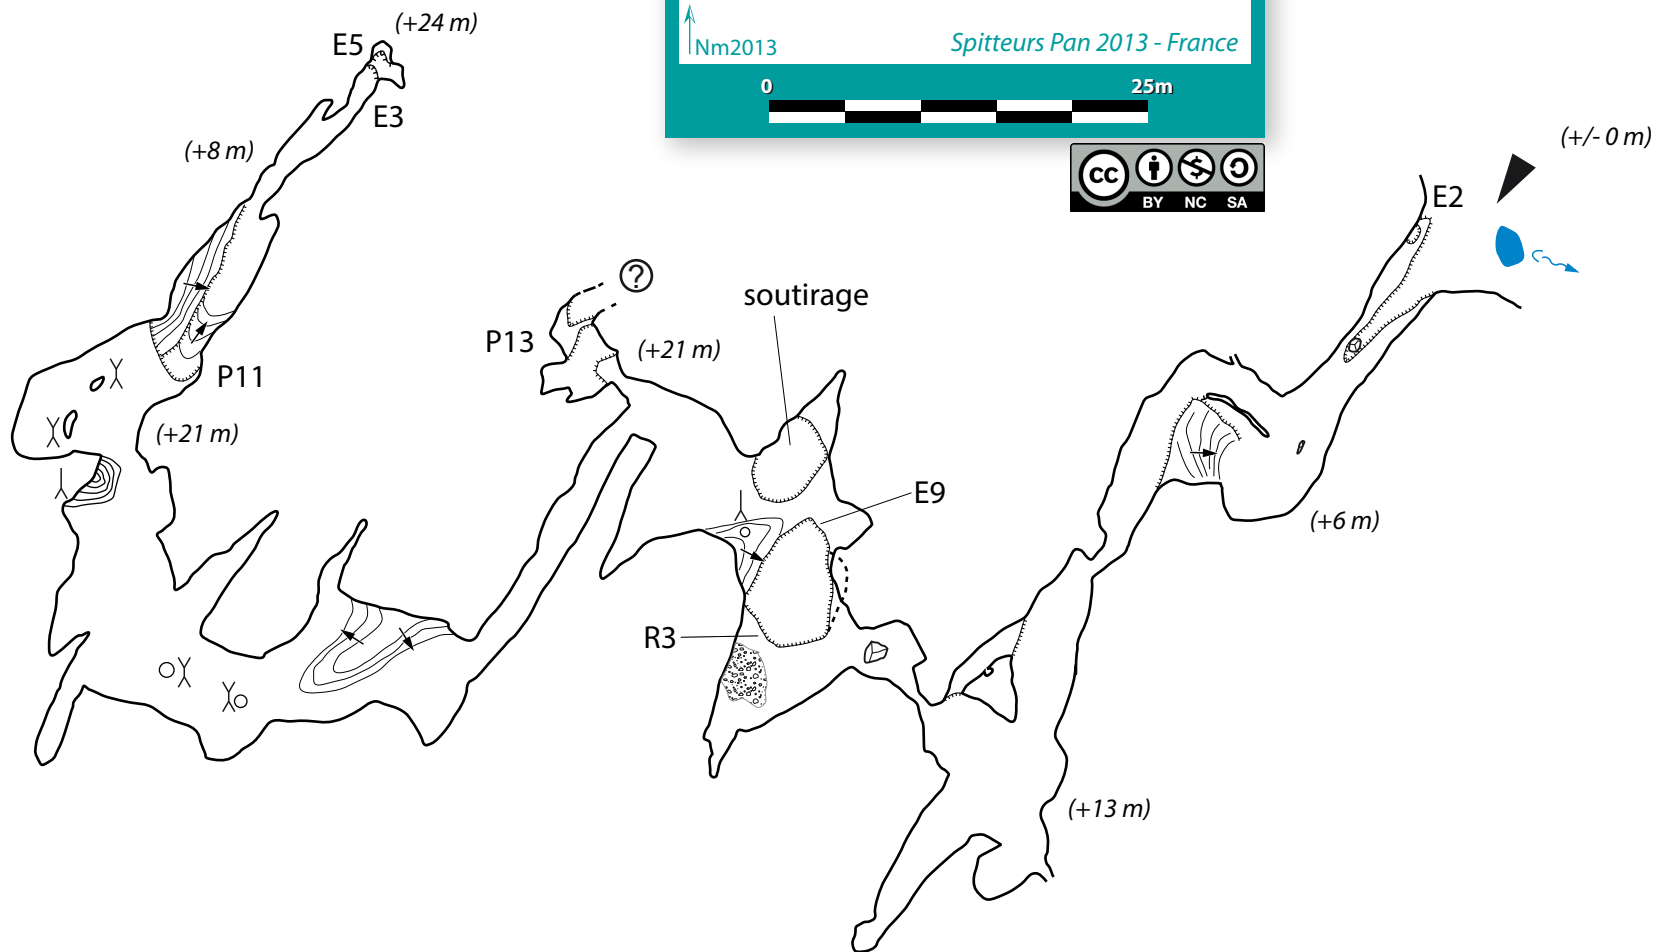 (+24 m)
E5
E3
(+8 m)
Nm2013
Spitteurs Pan 2013 - France
0
25m
cc
BY NC SA
(+/- 0 m)
E2
?
soutirage
P13
(+21 m)
P11
(+21 m)
E9
(+6 m)
R3
(+13 m)